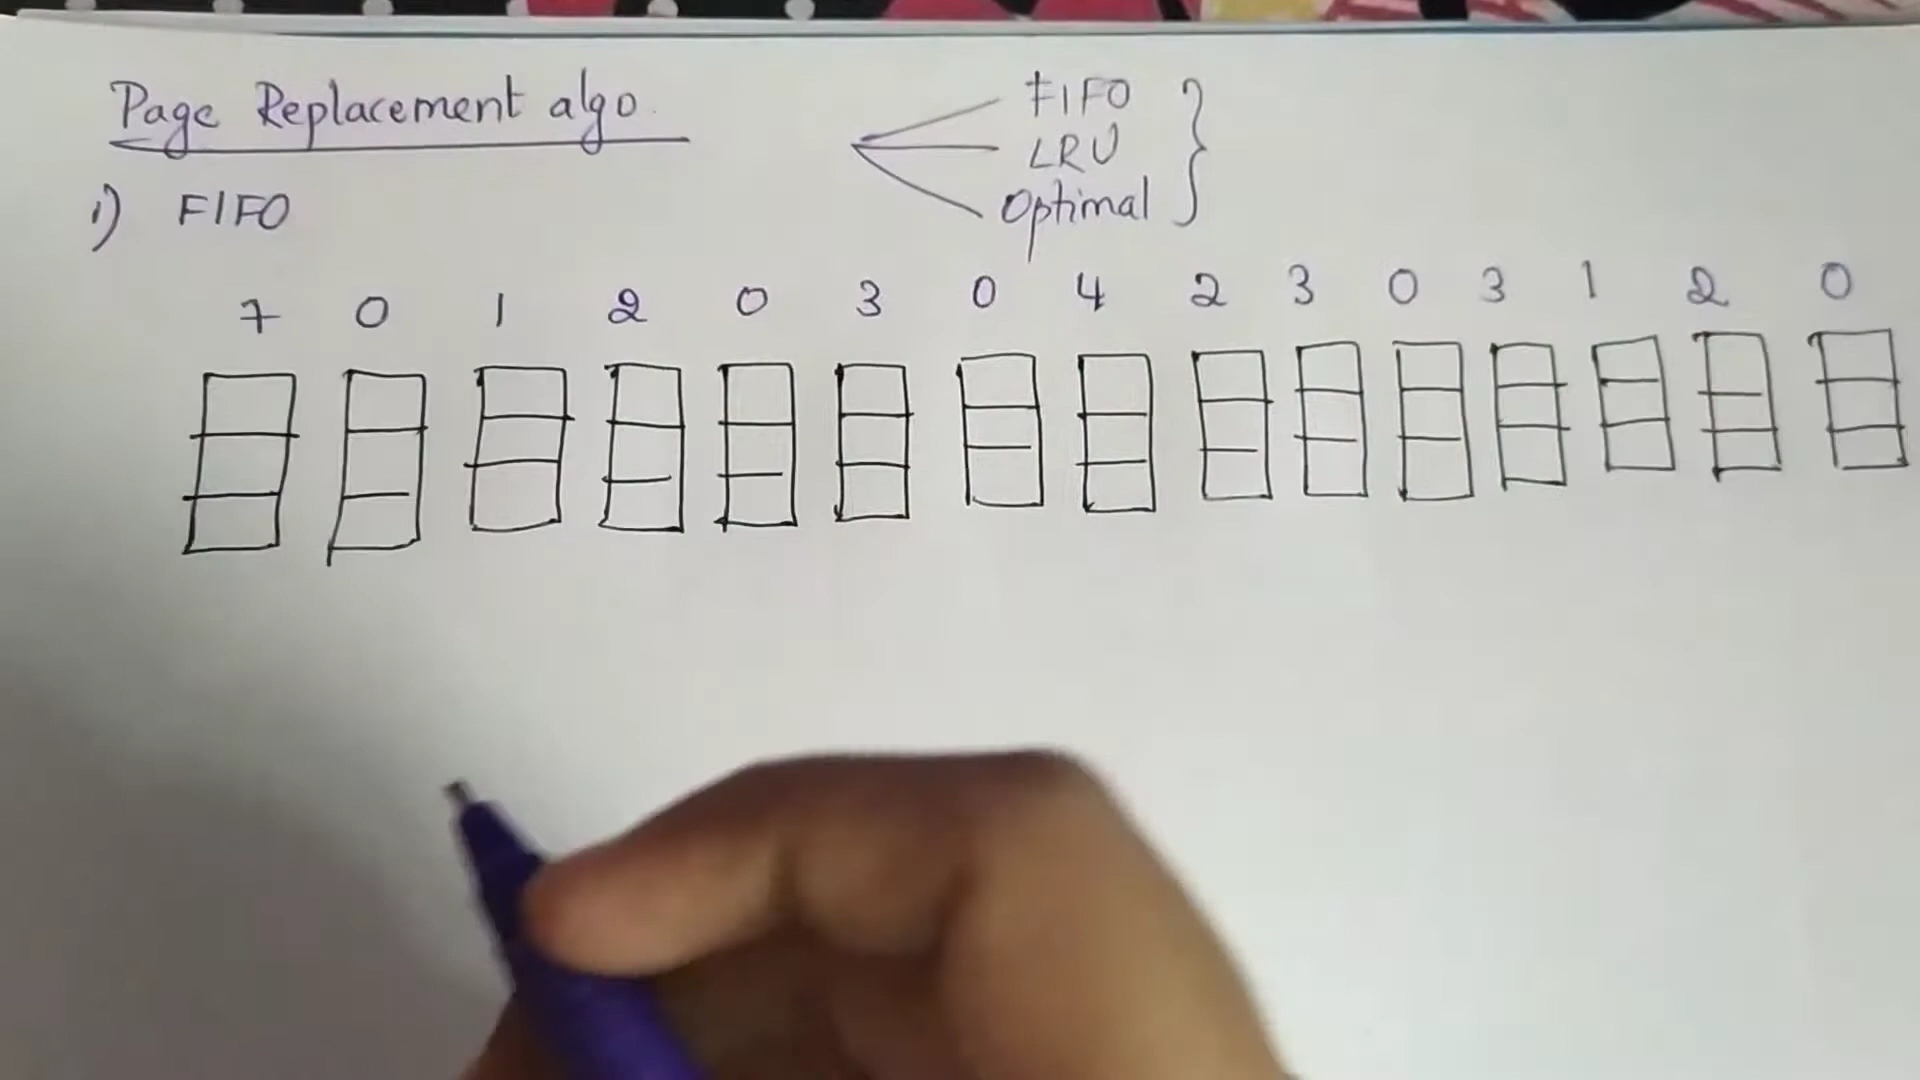 Page Replacement algo.
FIFO
LRU
Optimal
1) FIFO
7 0 1 2 0 3 0 4 2 3 0 3 1 2 0